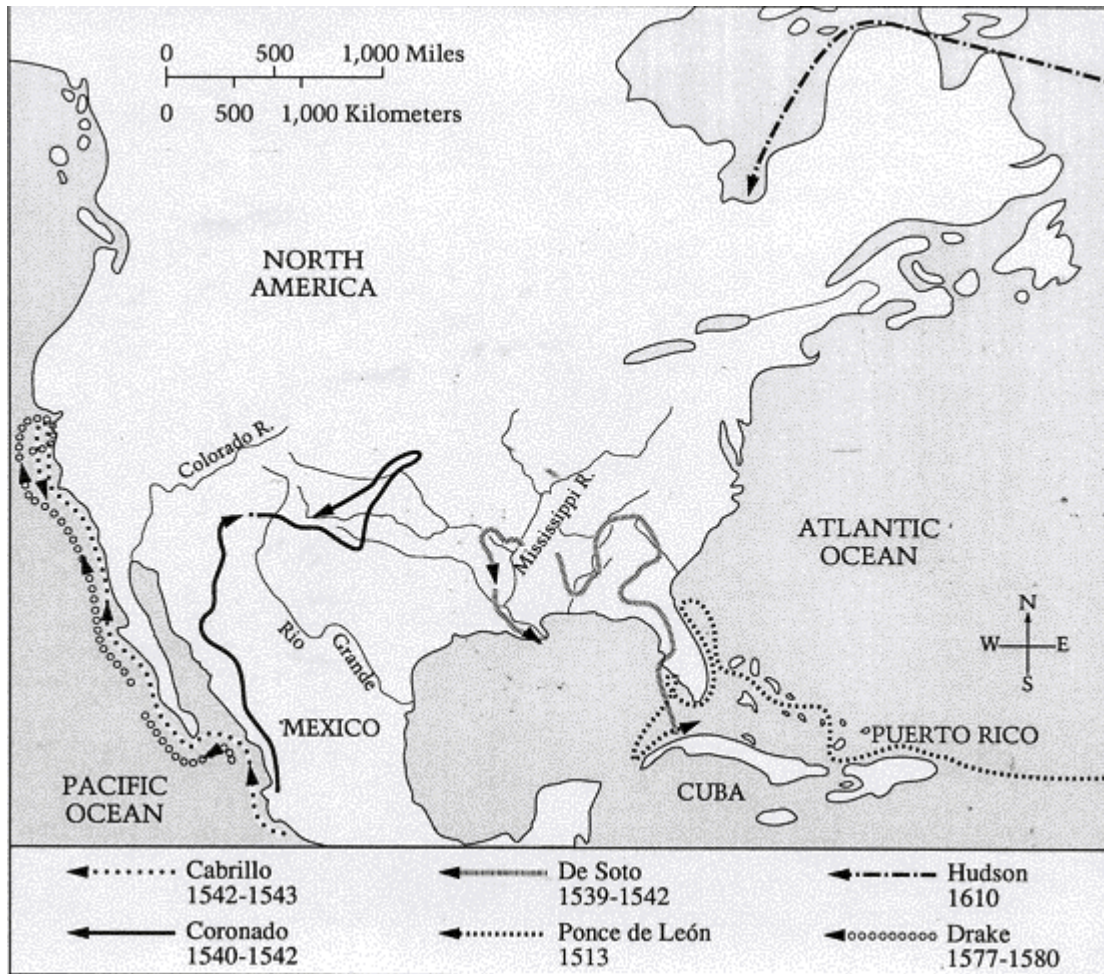 0 500 1,000 Miles
0 500 1,000 Kilometers
NORTH
AMERICA
Colorado R.
Mississippi R.
ATLANTIC
OCEAN
N
W E
S
Rio
Grande
MEXICO
PUERTO RICO
CUBA
PACIFIC
OCEAN
Cabrillo
1542-1543
De Soto
1539-1542
Hudson
1610
Coronado
1540-1542
Ponce de León
1513
Drake
1577-1580